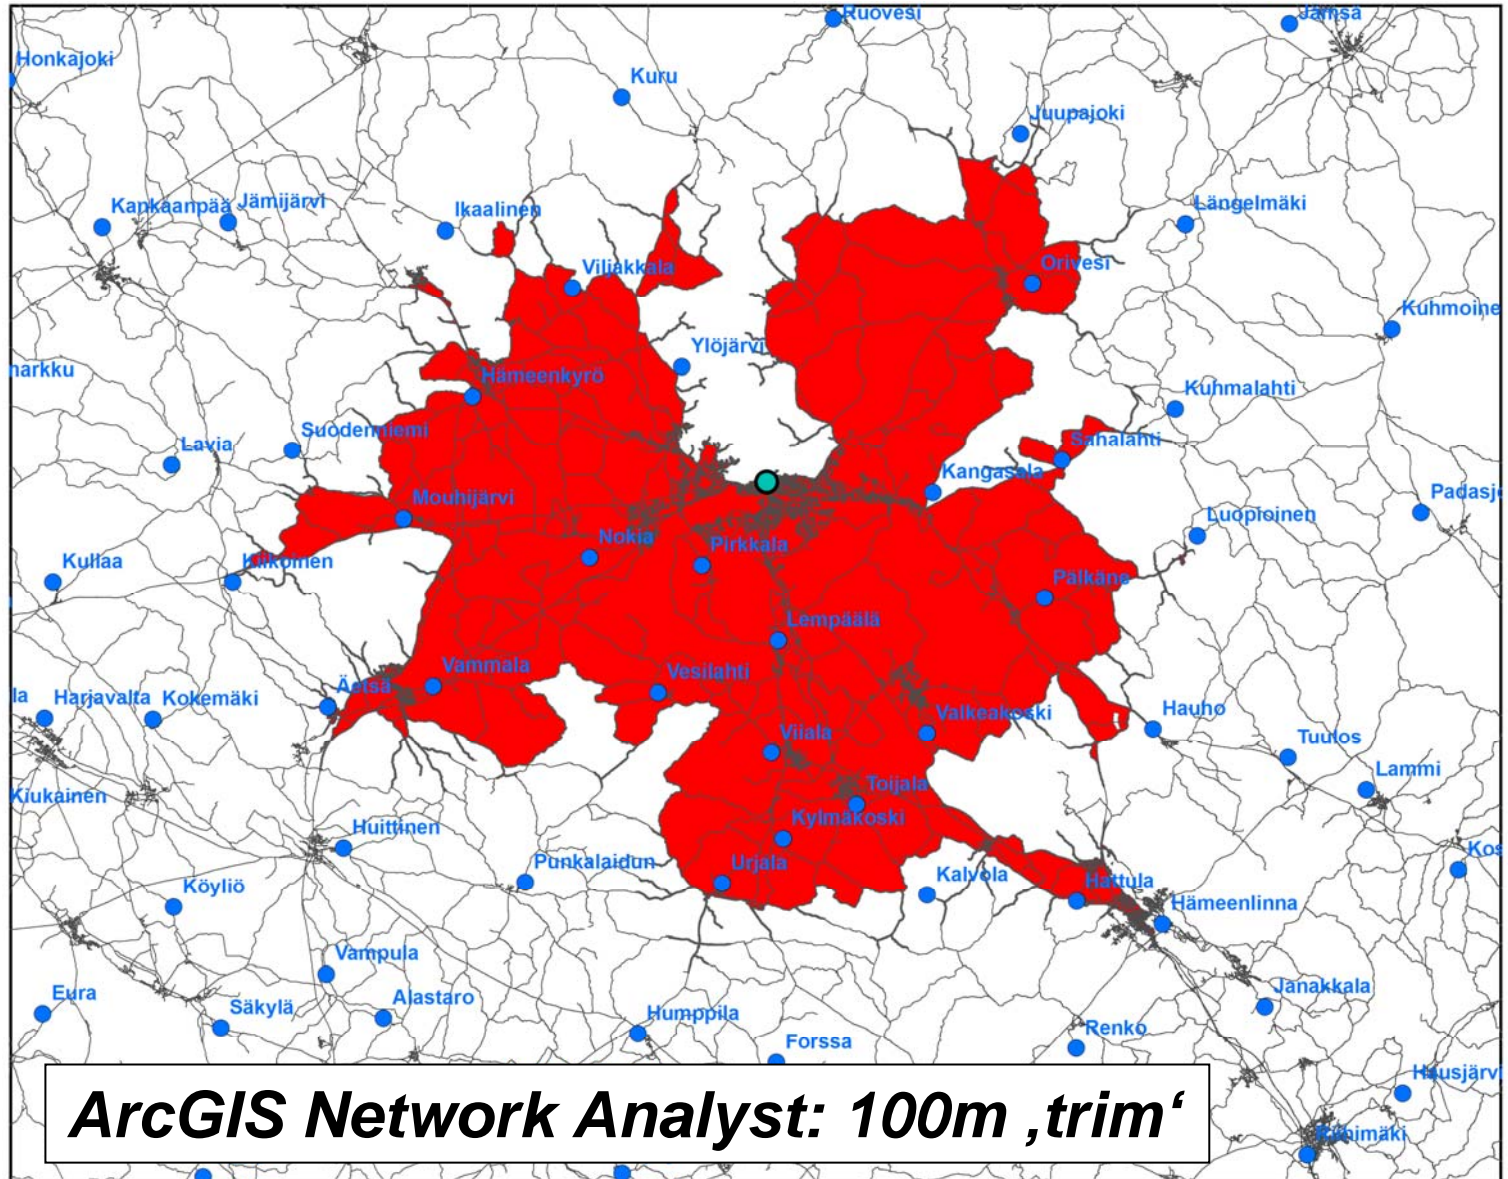 Ruovesi
Jämsä
Honkajoki
Kuru
Juupajoki
Kankaanpää
Jämijärvi
Ikaalinen
Längelmäki
Viljakkala
Orivesi
Kuhmoine
Ylöjärvi
narkku
Hämeenkyrö
Kuhmalahti
Suodenniemi
Lavia
Sahalahti
Kangasala
Mouhijärvi
Padasj
Luopioinen
Nokia
Pirkkala
Kullaa
Kiikoinen
Pälkäne
Lempäälä
Vammala
Vesilahti
Äetsä
la
Harjavalta
Kokemäki
Valkeakoski
Hauho
Viiala
Tuulos
Lammi
Toijala
Kiukainen
Kylmäkoski
Huittinen
Kos
Punkalaidun
Urjala
Kalvola
Hattula
Köyliö
Hämeenlinna
Vampula
Janakkala
Eura
Alastaro
Säkylä
Humppila
Renko
Forssa
Hausjärvi
ArcGIS Network Analyst: 100m ‚trim‘
Riihimäki